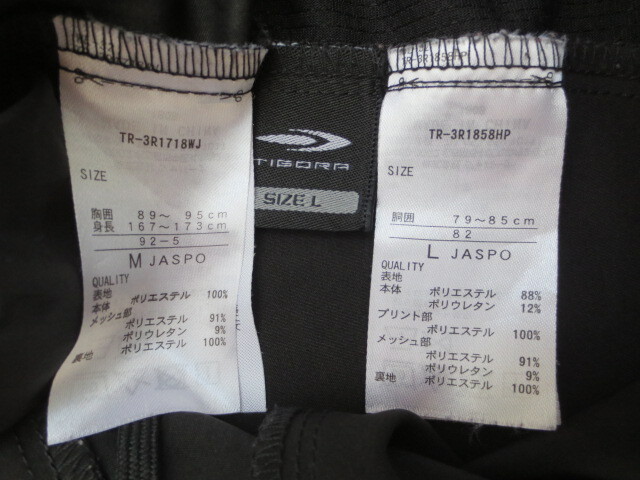 TR-3R1718WJ
SIZE
胸囲 89〜 95cm
身長 167〜173cm
92-5
M JASPO
QUALITY
表地
本体 ポリエステル 100%
メッシュ部
ポリエステル 91%
ポリウレタン 9%
裏地 ポリエステル 100%
TIGORA
SIZE L
TR-3R1858HP
TR-3R1858HP
SIZE
胴囲 79〜85cm
82
L JASPO
QUALITY
表地
本体 ポリエステル 88%
ポリウレタン 12%
プリント部
ポリエステル 100%
メッシュ部
ポリエステル 91%
ポリウレタン 9%
裏地 ポリエステル 100%